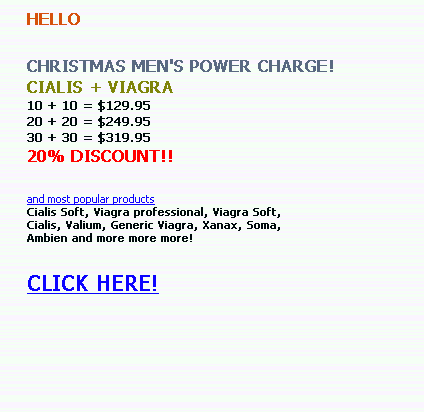 HELLO
CHRISTMAS MEN'S POWER CHARGE!
CIALIS + VIAGRA
10 + 10 = $129.95
20 + 20 = $249.95
30 + 30 = $319.95
20% DISCOUNT!!
and most popular products
Cialis Soft, Viagra professional, Viagra Soft,
Cialis, Valium, Generic Viagra, Xanax, Soma,
Ambien and more more more!
CLICK HERE!